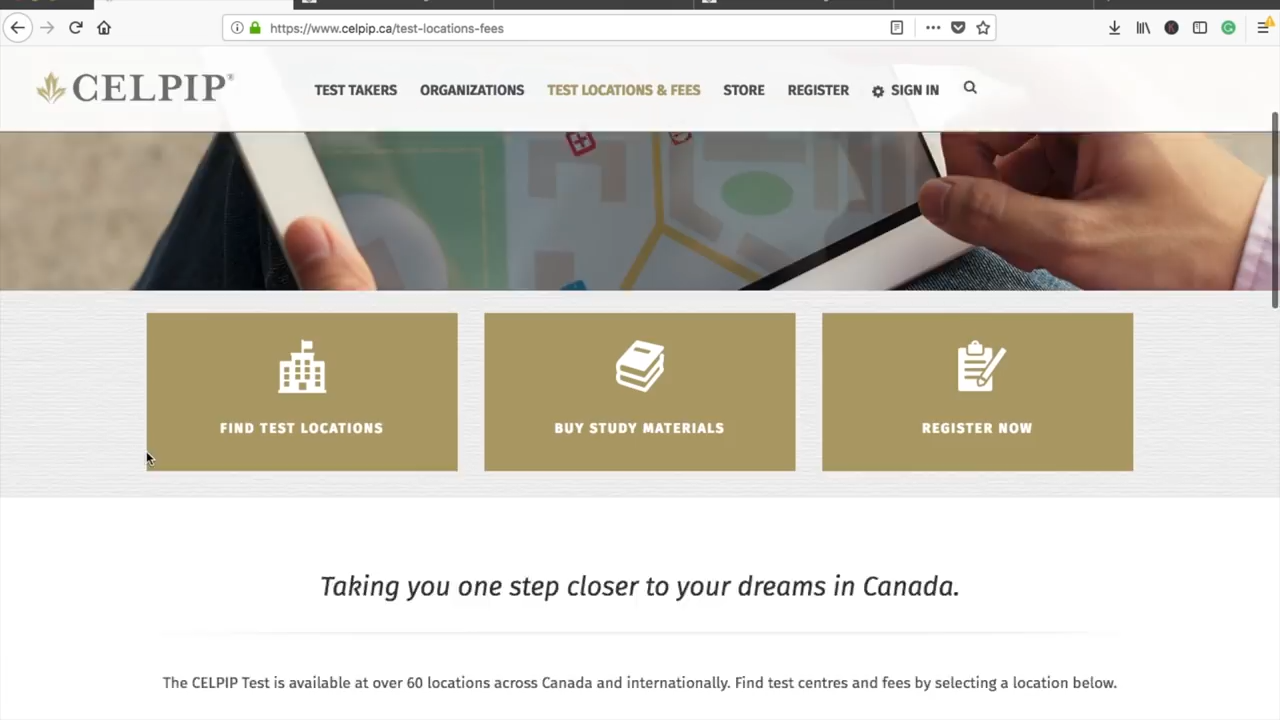 https://www.celpip.ca/test-locations-fees
CELPIP®
TEST TAKERS
ORGANIZATIONS
TEST LOCATIONS & FEES
STORE
REGISTER
SIGN IN
FIND TEST LOCATIONS
BUY STUDY MATERIALS
REGISTER NOW
Taking you one step closer to your dreams in Canada.
The CELPIP Test is available at over 60 locations across Canada and internationally. Find test centres and fees by selecting a location below.